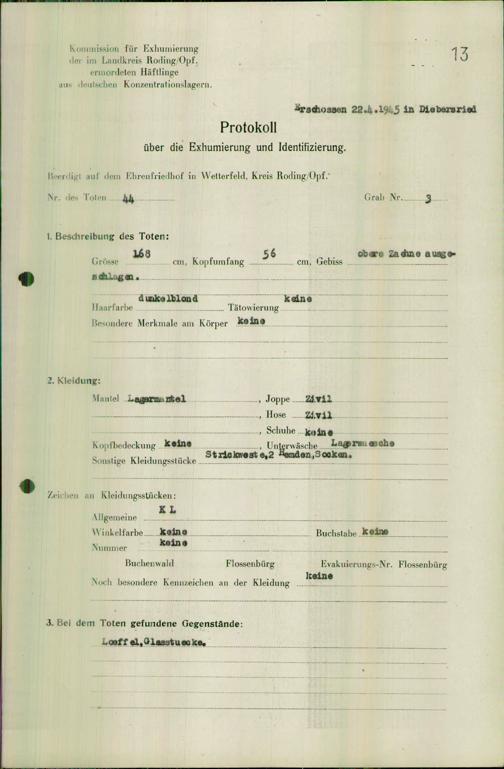 Kommission für Exhumierung
der im Landkreis Roding/Opf.
ermordeten Häftlinge
aus deutschen Konzentrationslagern.
13
Erschossen 22.4.1945 in Diebersried
Protokoll
über die Exhumierung und Identifizierung.
Beerdigt auf dem Ehrenfriedhof in Wetterfeld, Kreis Roding/Opf.
Nr. des Toten 44 Grab Nr. 3
1. Beschreibung des Toten:
Grösse 168 cm, Kopfumfang 56 cm, Gebiss obere Zaehne ausge-
schlagen.
Haarfarbe dunkelblond Tätowierung keine
Besondere Merkmale am Körper keine
2. Kleidung:
Mantel Lagermantel, Joppe Zivil
, Hose Zivil
, Schuhe keine
Kopfbedeckung keine, Unterwäsche Lagerwaesche
Sonstige Kleidungsstücke Strickweste,2 Hemden,Socken.
Zeichen an Kleidungsstücken:
Allgemeine K L
Winkelfarbe keine Buchstabe keine
Nummer keine
Buchenwald Flossenbürg Evakuierungs-Nr. Flossenbürg
Noch besondere Kennzeichen an der Kleidung keine
3. Bei dem Toten gefundene Gegenstände:
Loeffel,Glasstuecke.